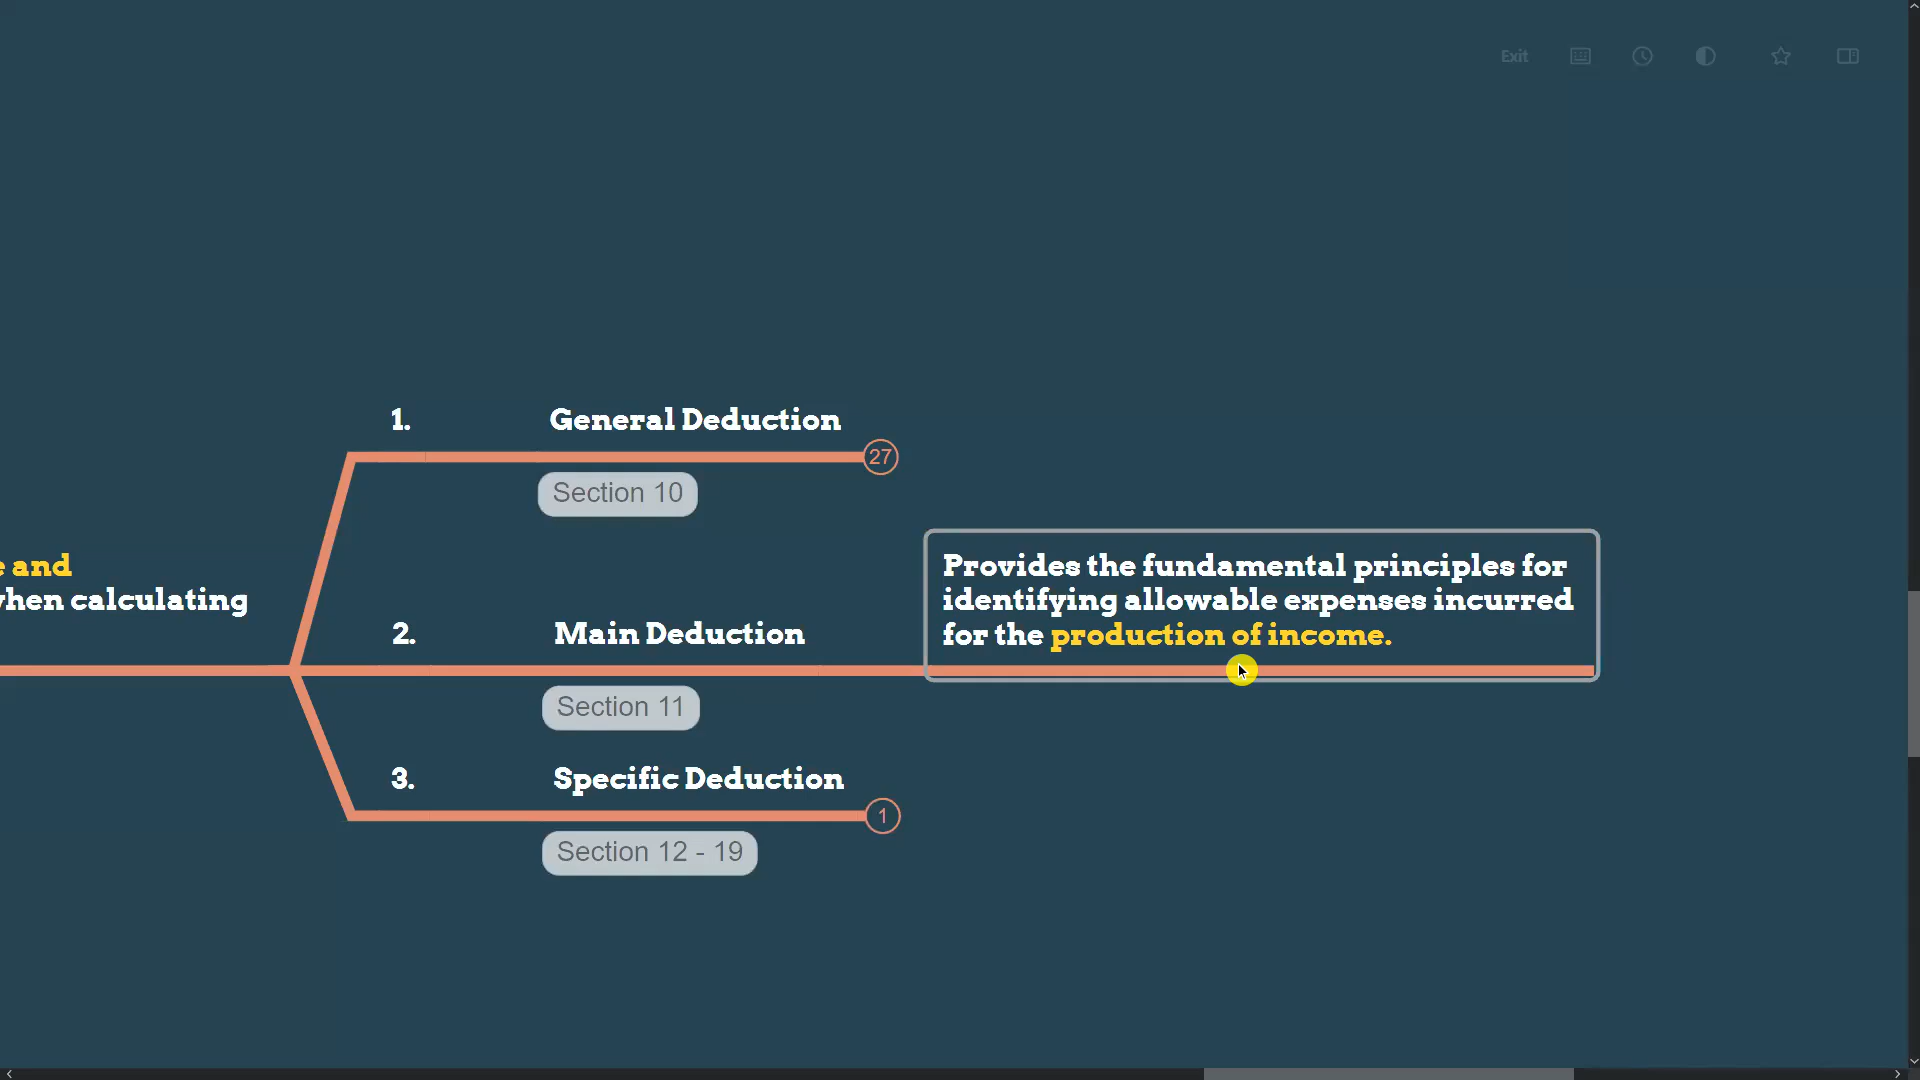 Exit
1. General Deduction
27
Section 10
e and
when calculating
Provides the fundamental principles for
identifying allowable expenses incurred
for the production of income.
2. Main Deduction
Section 11
3. Specific Deduction
1
Section 12 - 19